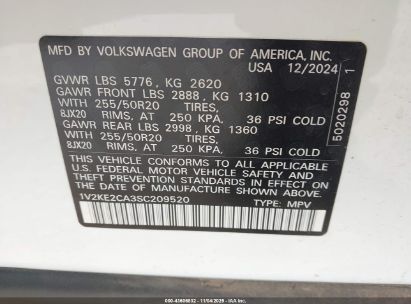 MFD BY VOLKSWAGEN GROUP OF AMERICA, INC.
USA 12/2024
GVWR LBS 5776 , KG 2620
GAWR FRONT LBS 2888 , KG 1310
WITH 255/50R20 TIRES,
8JX20 RIMS, AT 250 KPA, 36 PSI COLD
GAWR REAR LBS 2998 , KG 1360
WITH 255/50R20 TIRES,
8JX20 RIMS, AT 250 KPA, 36 PSI COLD
THIS VEHICLE CONFORMS TO ALL APPLICABLE
U.S. FEDERAL MOTOR VEHICLE SAFETY
STANDARDS IN EFFECT ON THE DATE OF
MANUFACTURE SHOWN ABOVE.
1V2KE2CA3SC209520 TYPE: MPV
5020298 1